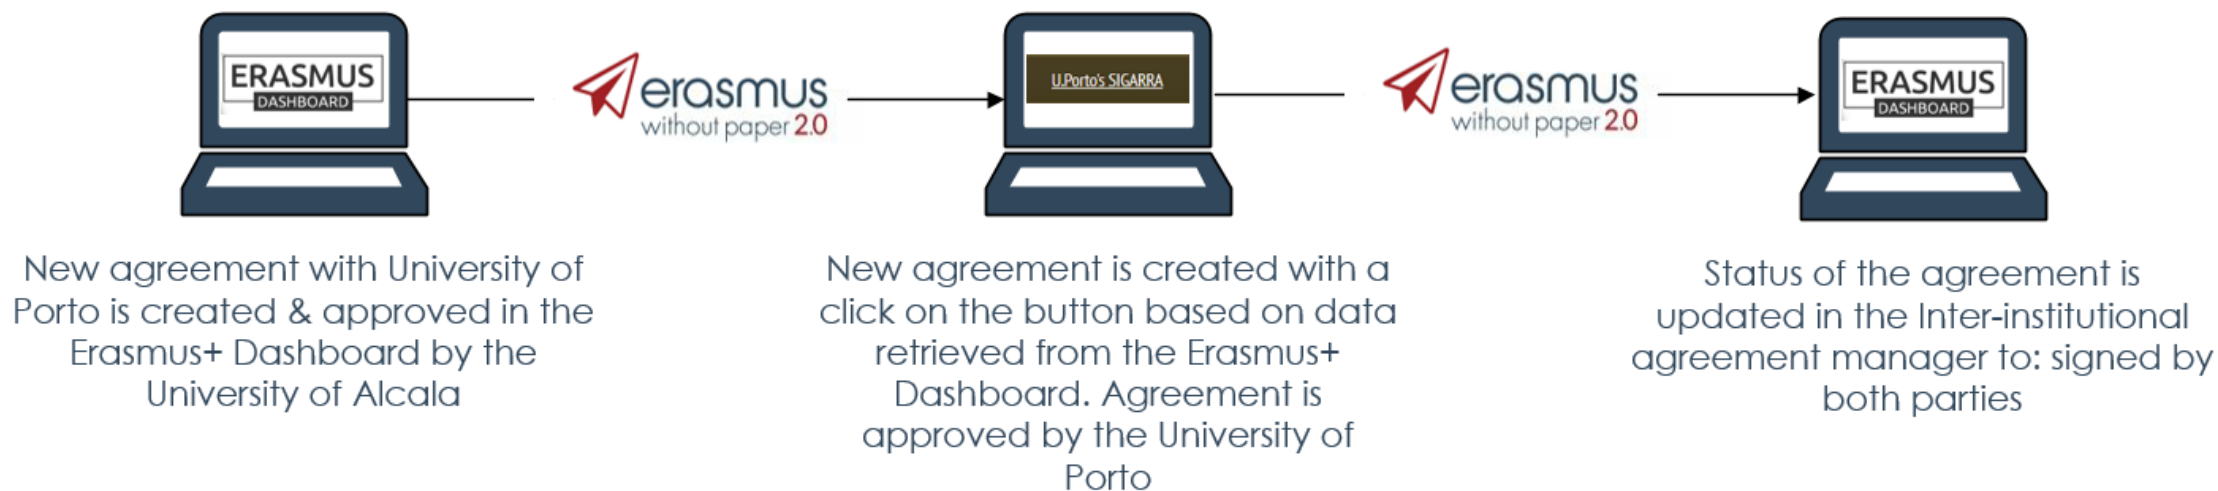 ERASMUS
DASHBOARD
erasmus
without paper 2.0
U.Porto's SIGARRA
erasmus
without paper 2.0
ERASMUS
DASHBOARD
New agreement with University of
Porto is created & approved in the
Erasmus+ Dashboard by the
University of Alcala
New agreement is created with a
click on the button based on data
retrieved from the Erasmus+
Dashboard. Agreement is
approved by the University of
Porto
Status of the agreement is
updated in the Inter-institutional
agreement manager to: signed by
both parties